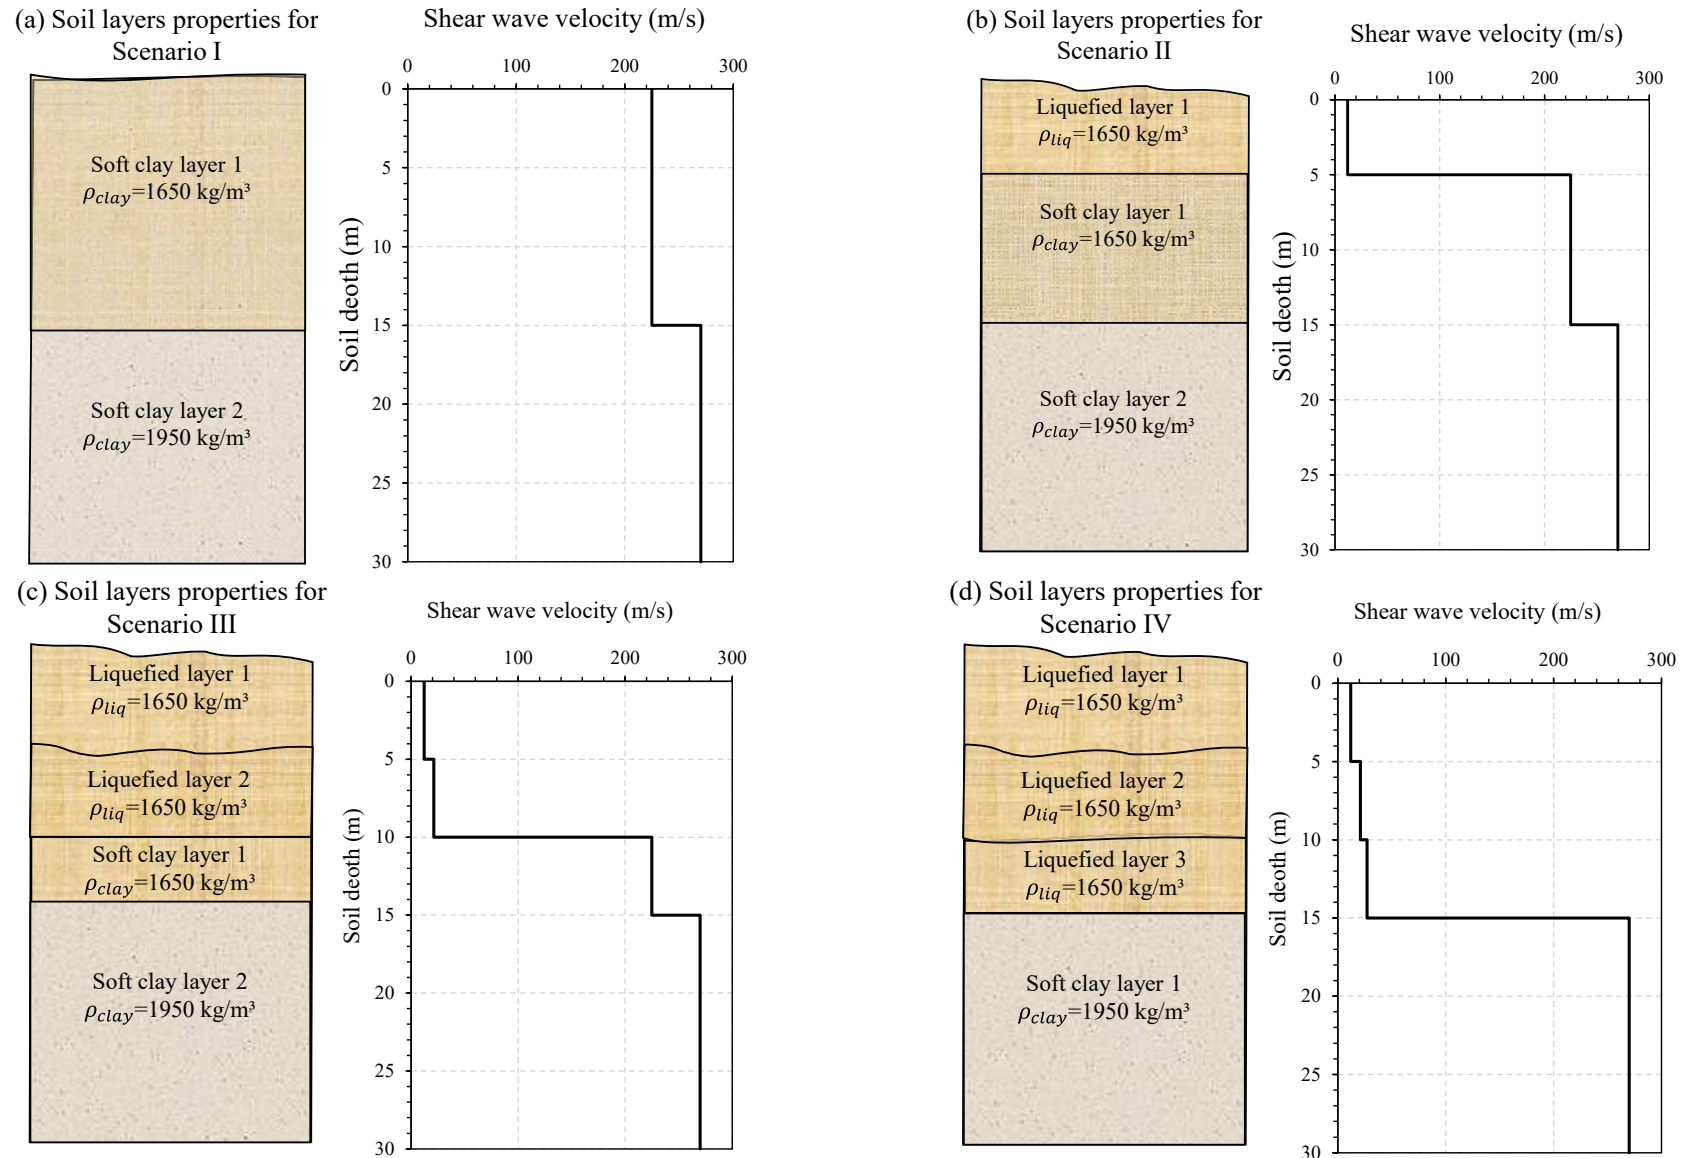 (a) Soil layers properties for
Scenario I
Shear wave velocity (m/s)
0 100 200 300
0
5
10
15
20
25
30
Soil deoth (m)
Soft clay layer 1
ρclay=1650 kg/m³
Soft clay layer 2
ρclay=1950 kg/m³
(b) Soil layers properties for
Scenario II
Shear wave velocity (m/s)
0 100 200 300
0
5
10
15
20
25
30
Soil deoth (m)
Liquefied layer 1
ρliq=1650 kg/m³
Soft clay layer 1
ρclay=1650 kg/m³
Soft clay layer 2
ρclay=1950 kg/m³
(c) Soil layers properties for
Scenario III
Shear wave velocity (m/s)
0 100 200 300
0
5
10
15
20
25
30
Soil deoth (m)
Liquefied layer 1
ρliq=1650 kg/m³
Liquefied layer 2
ρliq=1650 kg/m³
Soft clay layer 1
ρclay=1650 kg/m³
Soft clay layer 2
ρclay=1950 kg/m³
(d) Soil layers properties for
Scenario IV
Shear wave velocity (m/s)
0 100 200 300
0
5
10
15
20
25
30
Soil deoth (m)
Liquefied layer 1
ρliq=1650 kg/m³
Liquefied layer 2
ρliq=1650 kg/m³
Liquefied layer 3
ρliq=1650 kg/m³
Soft clay layer 1
ρclay=1950 kg/m³